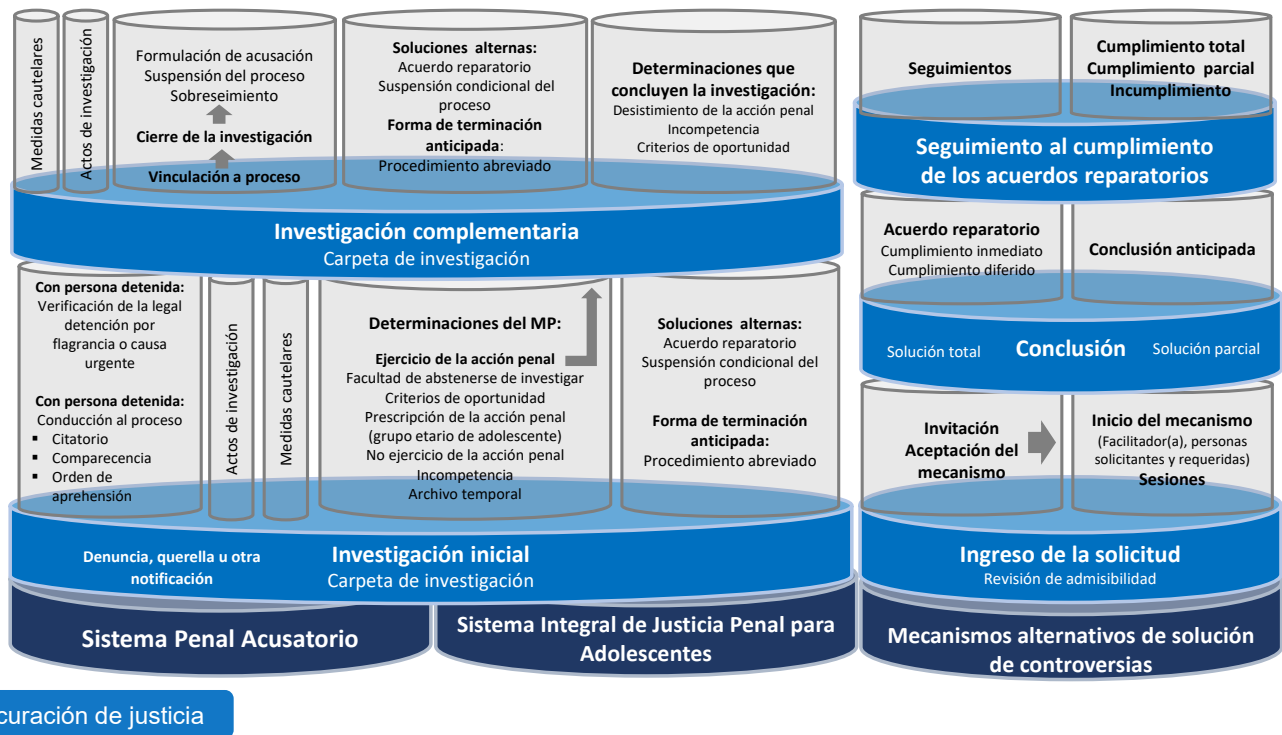 Medidas cautelares
Actos de investigación
Formulación de acusación
Suspensión del proceso
Sobreseimiento
Cierre de la investigación
Vinculación a proceso
Soluciones alternas:
Acuerdo reparatorio
Suspensión condicional del
proceso
Forma de terminación
anticipada:
Procedimiento abreviado
Determinaciones que
concluyen la investigación:
Desistimiento de la acción penal
Incompetencia
Criterios de oportunidad
Investigación complementaria
Carpeta de investigación
Con persona detenida:
Verificación de la legal
detención por
flagrancia o causa
urgente
Con persona detenida:
Conducción al proceso
▪ Citatorio
▪ Comparecencia
▪ Orden de
aprehensión
Actos de investigación
Medidas cautelares
Determinaciones del MP:
Ejercicio de la acción penal
Facultad de abstenerse de investigar
Criterios de oportunidad
Prescripción de la acción penal
(grupo etario de adolescente)
No ejercicio de la acción penal
Incompetencia
Archivo temporal
Soluciones alternas:
Acuerdo reparatorio
Suspensión condicional del
proceso
Forma de terminación
anticipada:
Procedimiento abreviado
Denuncia, querella u otra
notificación
Investigación inicial
Carpeta de investigación
Sistema Penal Acusatorio
Sistema Integral de Justicia Penal para
Adolescentes
Seguimientos
Cumplimiento total
Cumplimiento parcial
Incumplimiento
Seguimiento al cumplimiento
de los acuerdos reparatorios
Acuerdo reparatorio
Cumplimiento inmediato
Cumplimiento diferido
Conclusión anticipada
Solución total
Conclusión
Solución parcial
Invitación
Aceptación del
mecanismo
Inicio del mecanismo
(Facilitador(a), personas
solicitantes y requeridas)
Sesiones
Ingreso de la solicitud
Revisión de admisibilidad
Mecanismos alternativos de solución
de controversias
curación de justicia